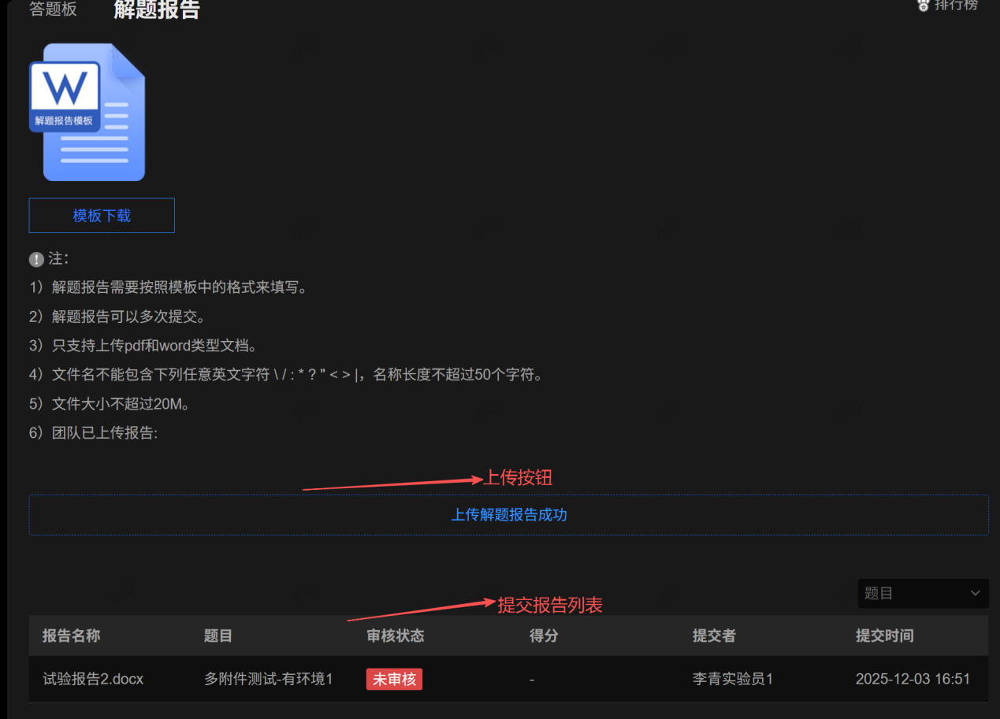 答题板
解题报告
排行榜
W
解题报告模板
模板下载
! 注：
1）解题报告需要按照模板中的格式来填写。
2）解题报告可以多次提交。
3）只支持上传pdf和word类型文档。
4）文件名不能包含下列任意英文字符 \ / : * ? " < > |，名称长度不超过50个字符。
5）文件大小不超过20M。
6）团队已上传报告:
上传按钮
上传解题报告成功
题目
提交报告列表
报告名称 题目 审核状态 得分 提交者 提交时间
试验报告2.docx 多附件测试-有环境1 未审核 - 李青实验员1 2025-12-03 16:51